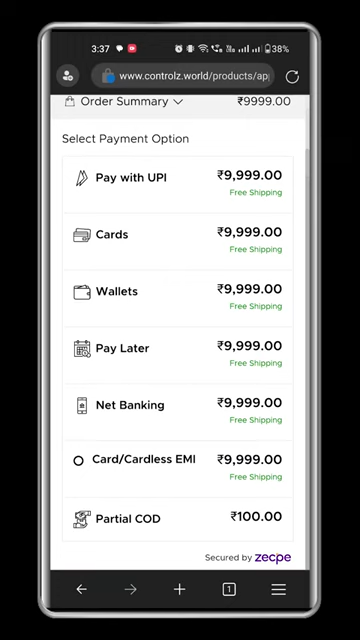 3:37
38%
www.controlz.world/products/ap
Order Summary ₹9999.00
Select Payment Option
Pay with UPI ₹9,999.00
Free Shipping
Cards ₹9,999.00
Free Shipping
Wallets ₹9,999.00
Free Shipping
Pay Later ₹9,999.00
Free Shipping
Net Banking ₹9,999.00
Free Shipping
Card/Cardless EMI ₹9,999.00
Free Shipping
Partial COD ₹100.00
Secured by zecpe
1